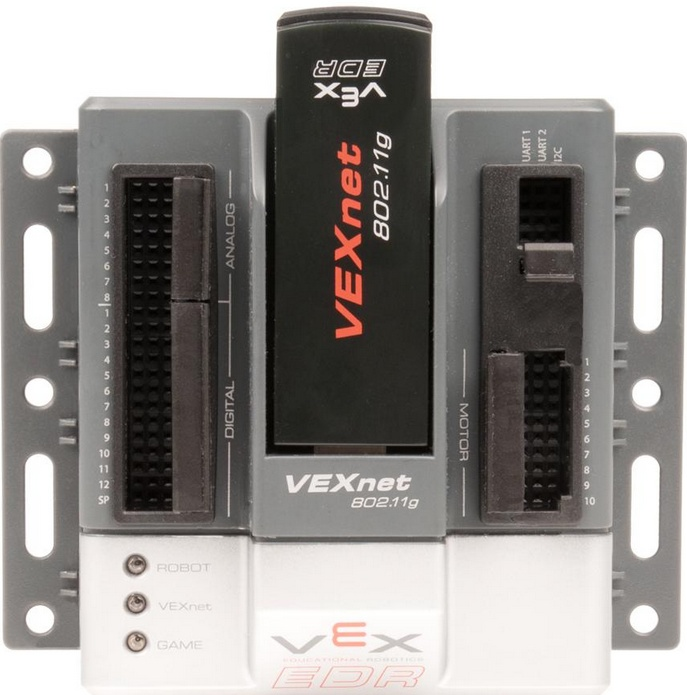 VEX
EDR
VEXnet
802.11g
UART 1
UART 2
I2C
1
2
3
4
5
6
7
8
ANALOG
1
2
3
4
5
6
7
8
9
10
11
12
SP
DIGITAL
1
2
3
4
5
6
7
8
9
10
MOTOR
VEXnet
802.11g
ROBOT
VEXnet
GAME
VEX
EDUCATIONAL ROBOTICS
EDR